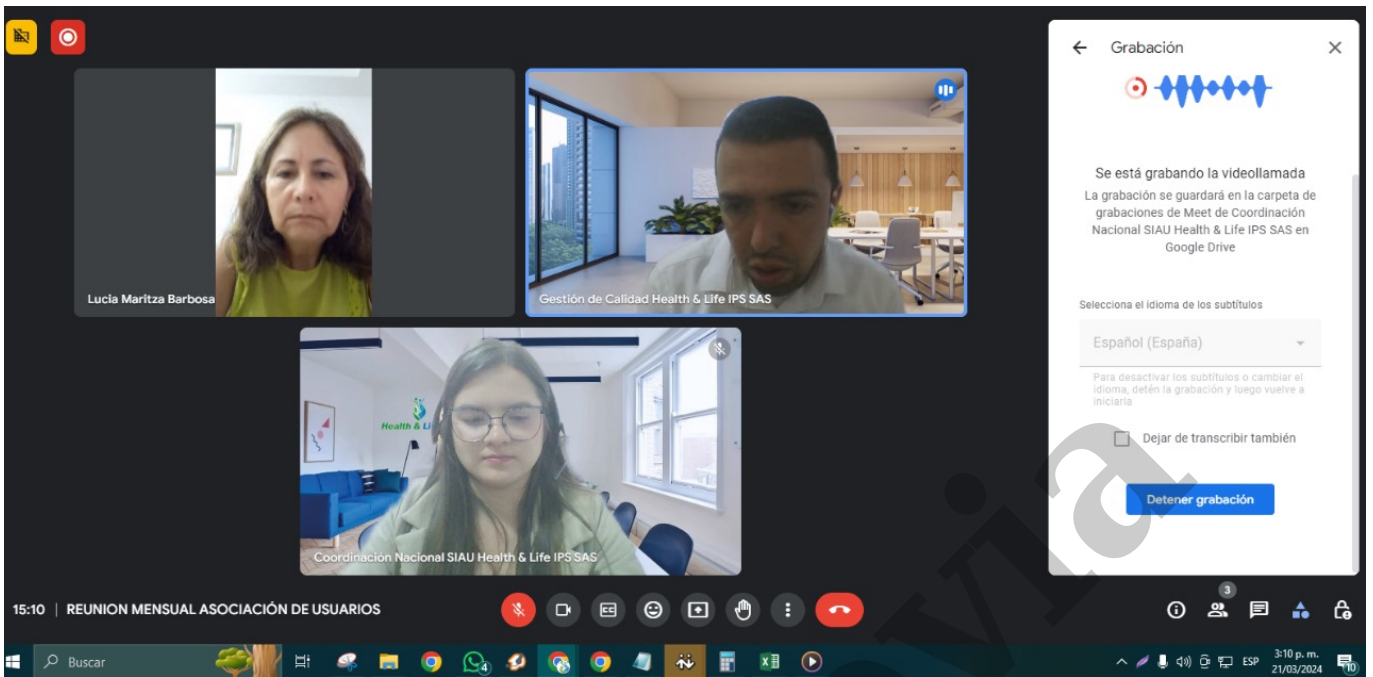 Grabación
Se está grabando la videollamada
La grabación se guardará en la carpeta de
grabaciones de Meet de Coordinación
Nacional SIAU Health & Life IPS SAS en
Google Drive
Selecciona el idioma de los subtítulos
Español (España)
Para desactivar los subtítulos o cambiar el
idioma, detén la grabación y luego vuelve a
iniciarla
Dejar de transcribir también
Detener grabación
Lucia Maritza Barbosa
Gestión de Calidad Health & Life IPS SAS
Health & Li
Coordinación Nacional SIAU Health & Life IPS SAS
15:10 | REUNION MENSUAL ASOCIACIÓN DE USUARIOS
CC
3
Buscar
4
ESP
3:10 p. m.
21/03/2024
10
via